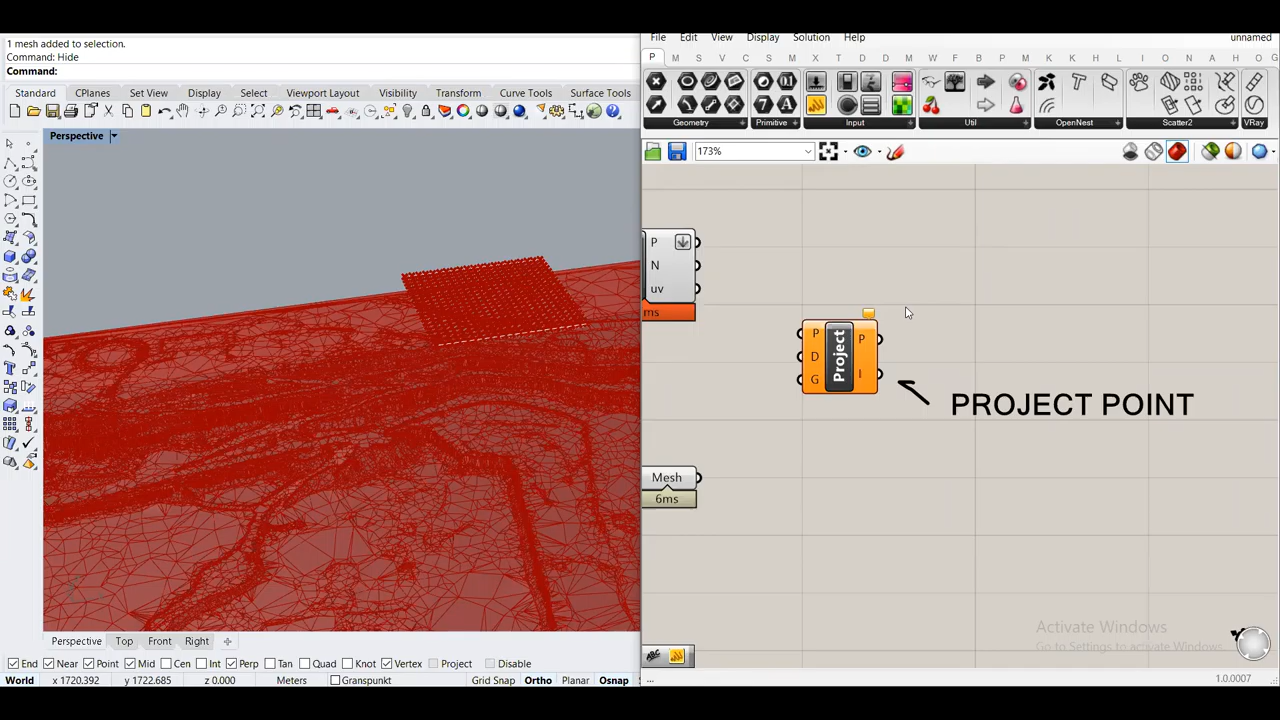 1 mesh added to selection.
Command: Hide
Command:
Standard CPlanes Set View Display Select Viewport Layout Visibility Transform Curve Tools Surface Tools
Perspective
Perspective Top Front Right
End Near Point Mid Cen Int Perp Tan Quad Knot Vertex Project Disable
World x 1720.392 y 1722.685 z 0.000 Meters Granspunkt Grid Snap Ortho Planar Osnap
File Edit View Display Solution Help unnamed
P M S V C S M X T D D M W F B P M K L H O G
Geometry Primitive Input Util OpenNest Scatter2 VRay
173%
P
N
uv
ms
P
D
G
Project
P
I
PROJECT POINT
Mesh
6ms
Activate Windows
Go to Settings to activate Windows.
... 1.0.0007